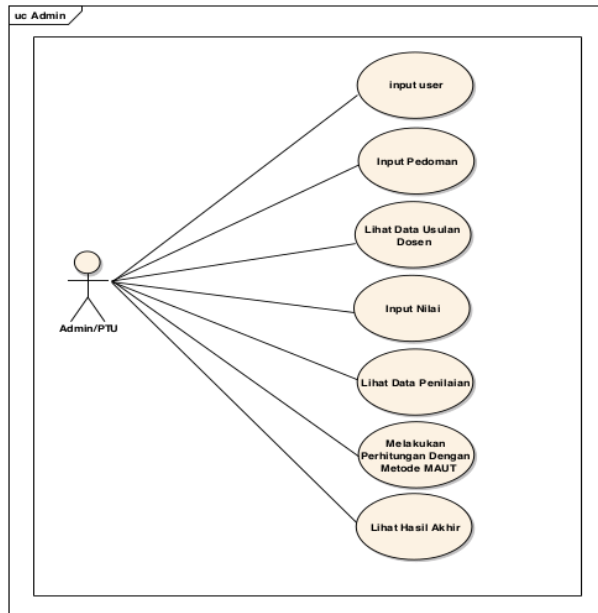 uc Admin
input user
Input Pedoman
Lihat Data Usulan
Dosen
Admin/PTU
Input Nilai
Lihat Data Penilaian
Melakukan
Perhitungan Dengan
Metode MAUT
Lihat Hasil Akhir